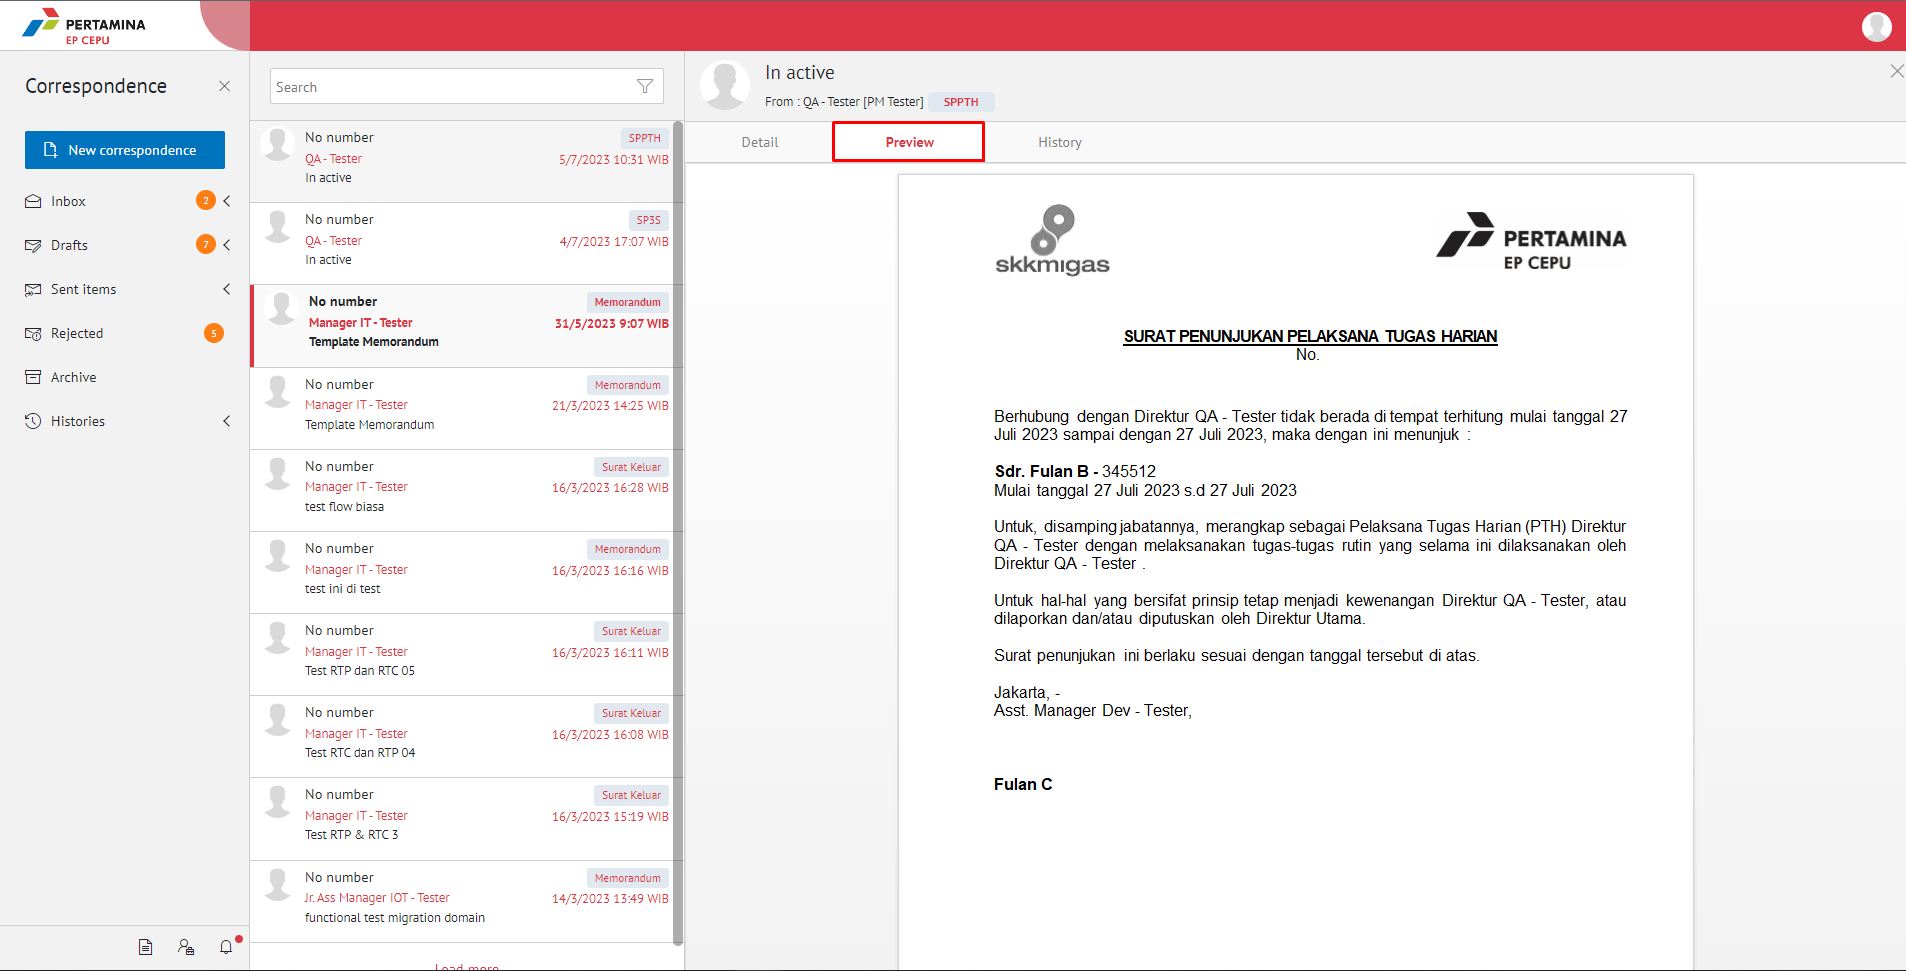 PERTAMINA
EP CEPU
Correspondence
New correspondence
Inbox 2
Drafts 7
Sent items
Rejected 5
Archive
Histories
Search
No number SPPTH
QA - Tester 5/7/2023 10:31 WIB
In active
No number SP3S
QA - Tester 4/7/2023 17:07 WIB
In active
No number Memorandum
Manager IT - Tester 31/5/2023 9:07 WIB
Template Memorandum
No number Memorandum
Manager IT - Tester 21/3/2023 14:25 WIB
Template Memorandum
No number Surat Keluar
Manager IT - Tester 16/3/2023 16:28 WIB
test flow biasa
No number Memorandum
Manager IT - Tester 16/3/2023 16:16 WIB
test ini di test
No number Surat Keluar
Manager IT - Tester 16/3/2023 16:11 WIB
Test RTP dan RTC 05
No number Surat Keluar
Manager IT - Tester 16/3/2023 16:08 WIB
Test RTC dan RTP 04
No number Surat Keluar
Manager IT - Tester 16/3/2023 15:19 WIB
Test RTP & RTC 3
No number Memorandum
Jr. Ass Manager IOT - Tester 14/3/2023 13:49 WIB
functional test migration domain
Load more
In active
From : QA - Tester [PM Tester] SPPTH
Detail Preview History
skkmigas
PERTAMINA
EP CEPU
SURAT PENUNJUKAN PELAKSANA TUGAS HARIAN
No.
Berhubung dengan Direktur QA - Tester tidak berada di tempat terhitung mulai tanggal 27
Juli 2023 sampai dengan 27 Juli 2023, maka dengan ini menunjuk :
Sdr. Fulan B - 345512
Mulai tanggal 27 Juli 2023 s.d 27 Juli 2023
Untuk, disamping jabatannya, merangkap sebagai Pelaksana Tugas Harian (PTH) Direktur
QA - Tester dengan melaksanakan tugas-tugas rutin yang selama ini dilaksanakan oleh
Direktur QA - Tester .
Untuk hal-hal yang bersifat prinsip tetap menjadi kewenangan Direktur QA - Tester, atau
dilaporkan dan/atau diputuskan oleh Direktur Utama.
Surat penunjukan ini berlaku sesuai dengan tanggal tersebut di atas.
Jakarta, -
Asst. Manager Dev - Tester,
Fulan C